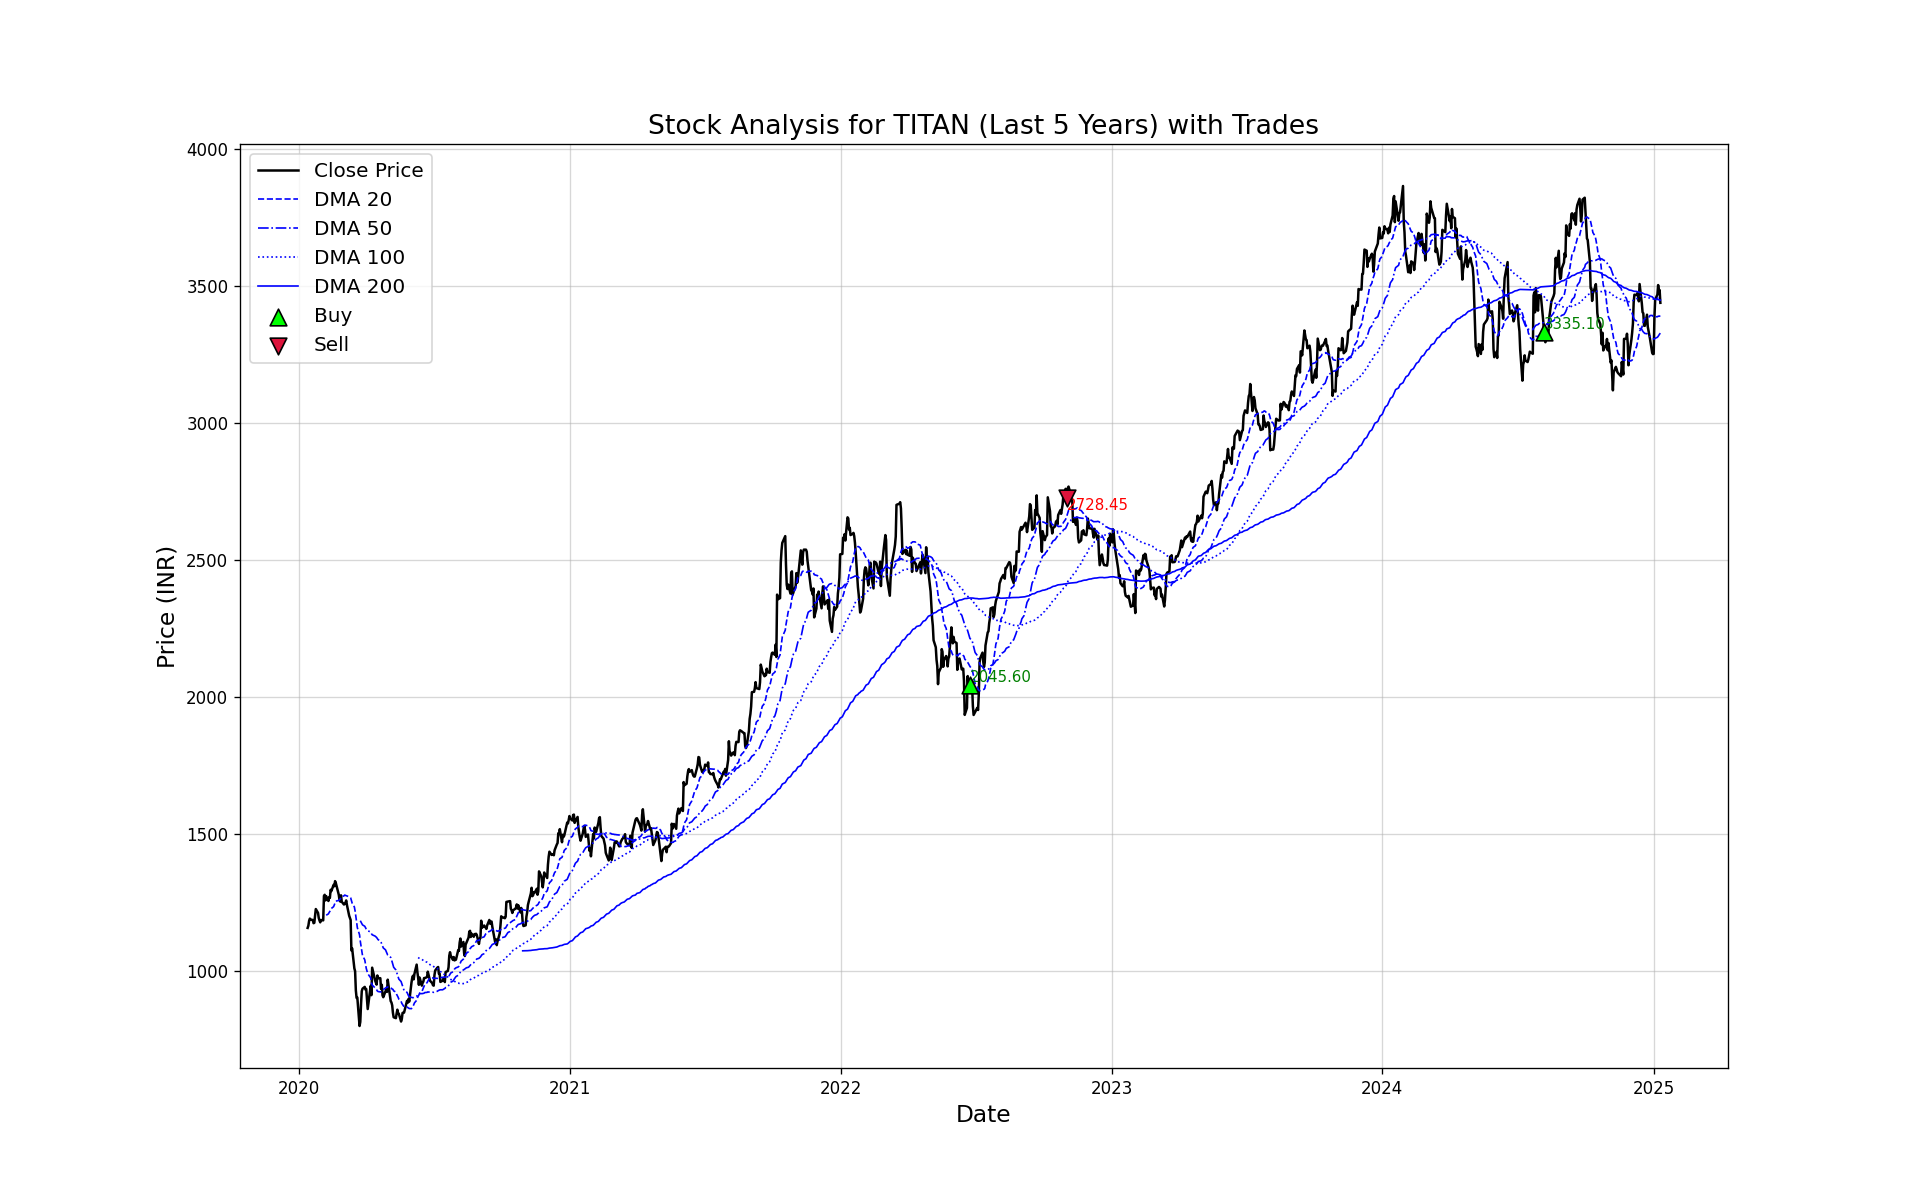 Stock Analysis for TITAN (Last 5 Years) with Trades
4000
3500
3000
2500
2000
1500
1000
Price (INR)
Close Price
DMA 20
DMA 50
DMA 100
DMA 200
Buy
Sell
3335.10
2728.45
2045.60
2020
2021
2022
2023
2024
2025
Date